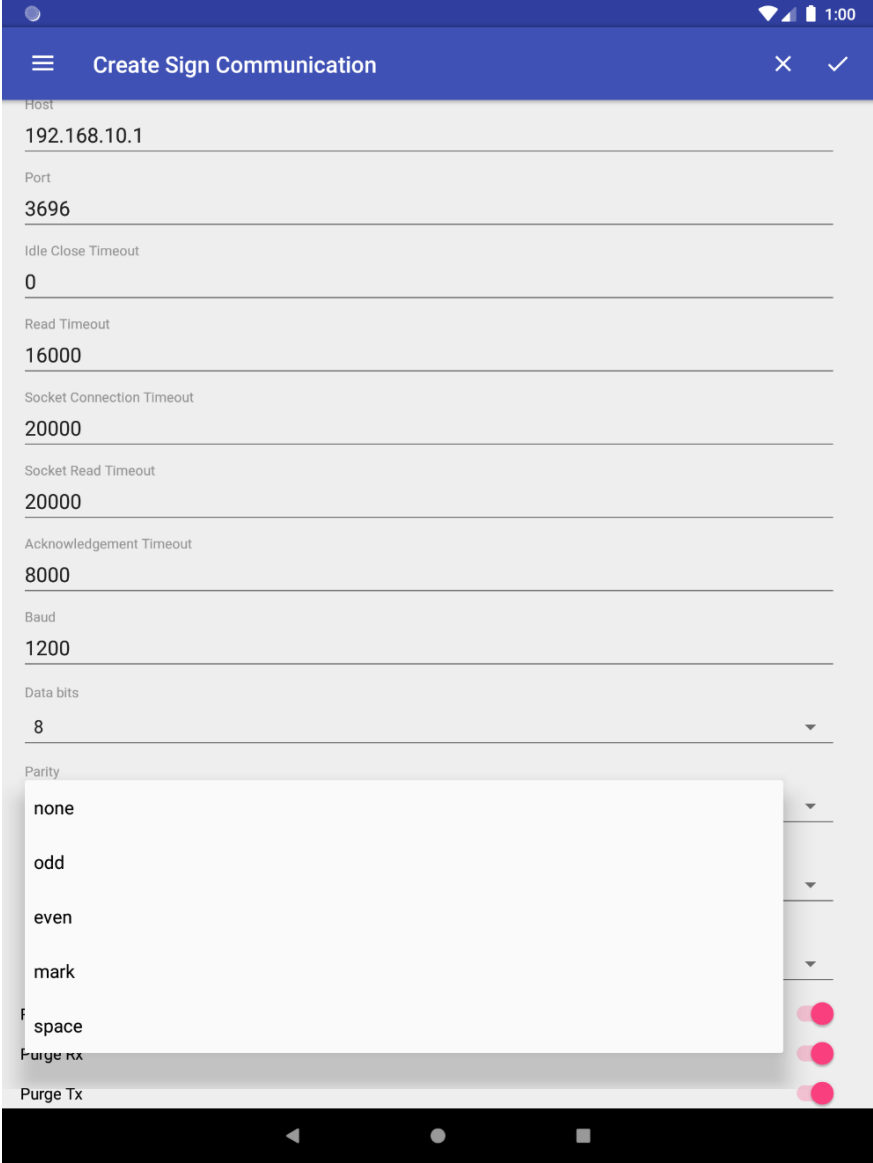 1:00
Create Sign Communication
Host
192.168.10.1
Port
3696
Idle Close Timeout
0
Read Timeout
16000
Socket Connection Timeout
20000
Socket Read Timeout
20000
Acknowledgement Timeout
8000
Baud
1200
Data bits
8
Parity
none
odd
even
mark
space
Purge Rx
Purge Tx